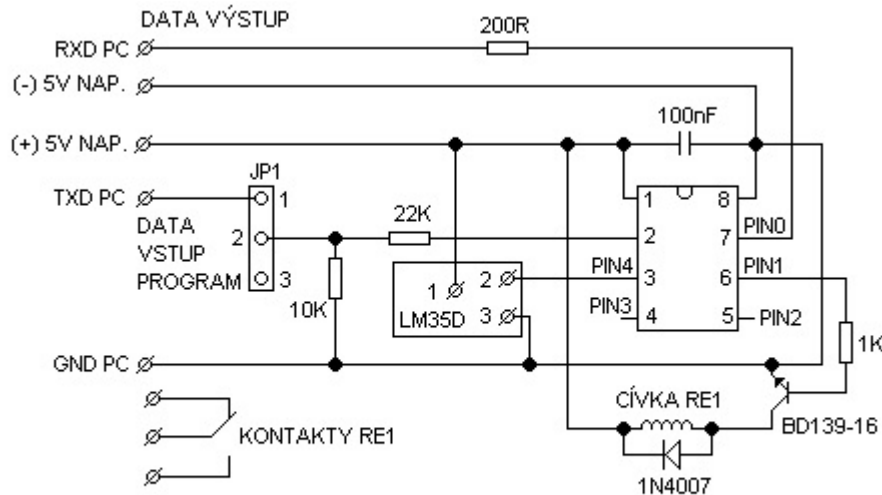 DATA VÝSTUP
200R
RXD PC
(-) 5V NAP.
100nF
(+) 5V NAP.
JP1
TXD PC
1
1
8
DATA
VSTUP
PROGRAM
2
22K
2
7
PIN0
3
10K
1
2
LM35D
3
PIN4
3
6
PIN1
PIN3
4
5
PIN2
1K
GND PC
CÍVKA RE1
BD139-16
KONTAKTY RE1
1N4007